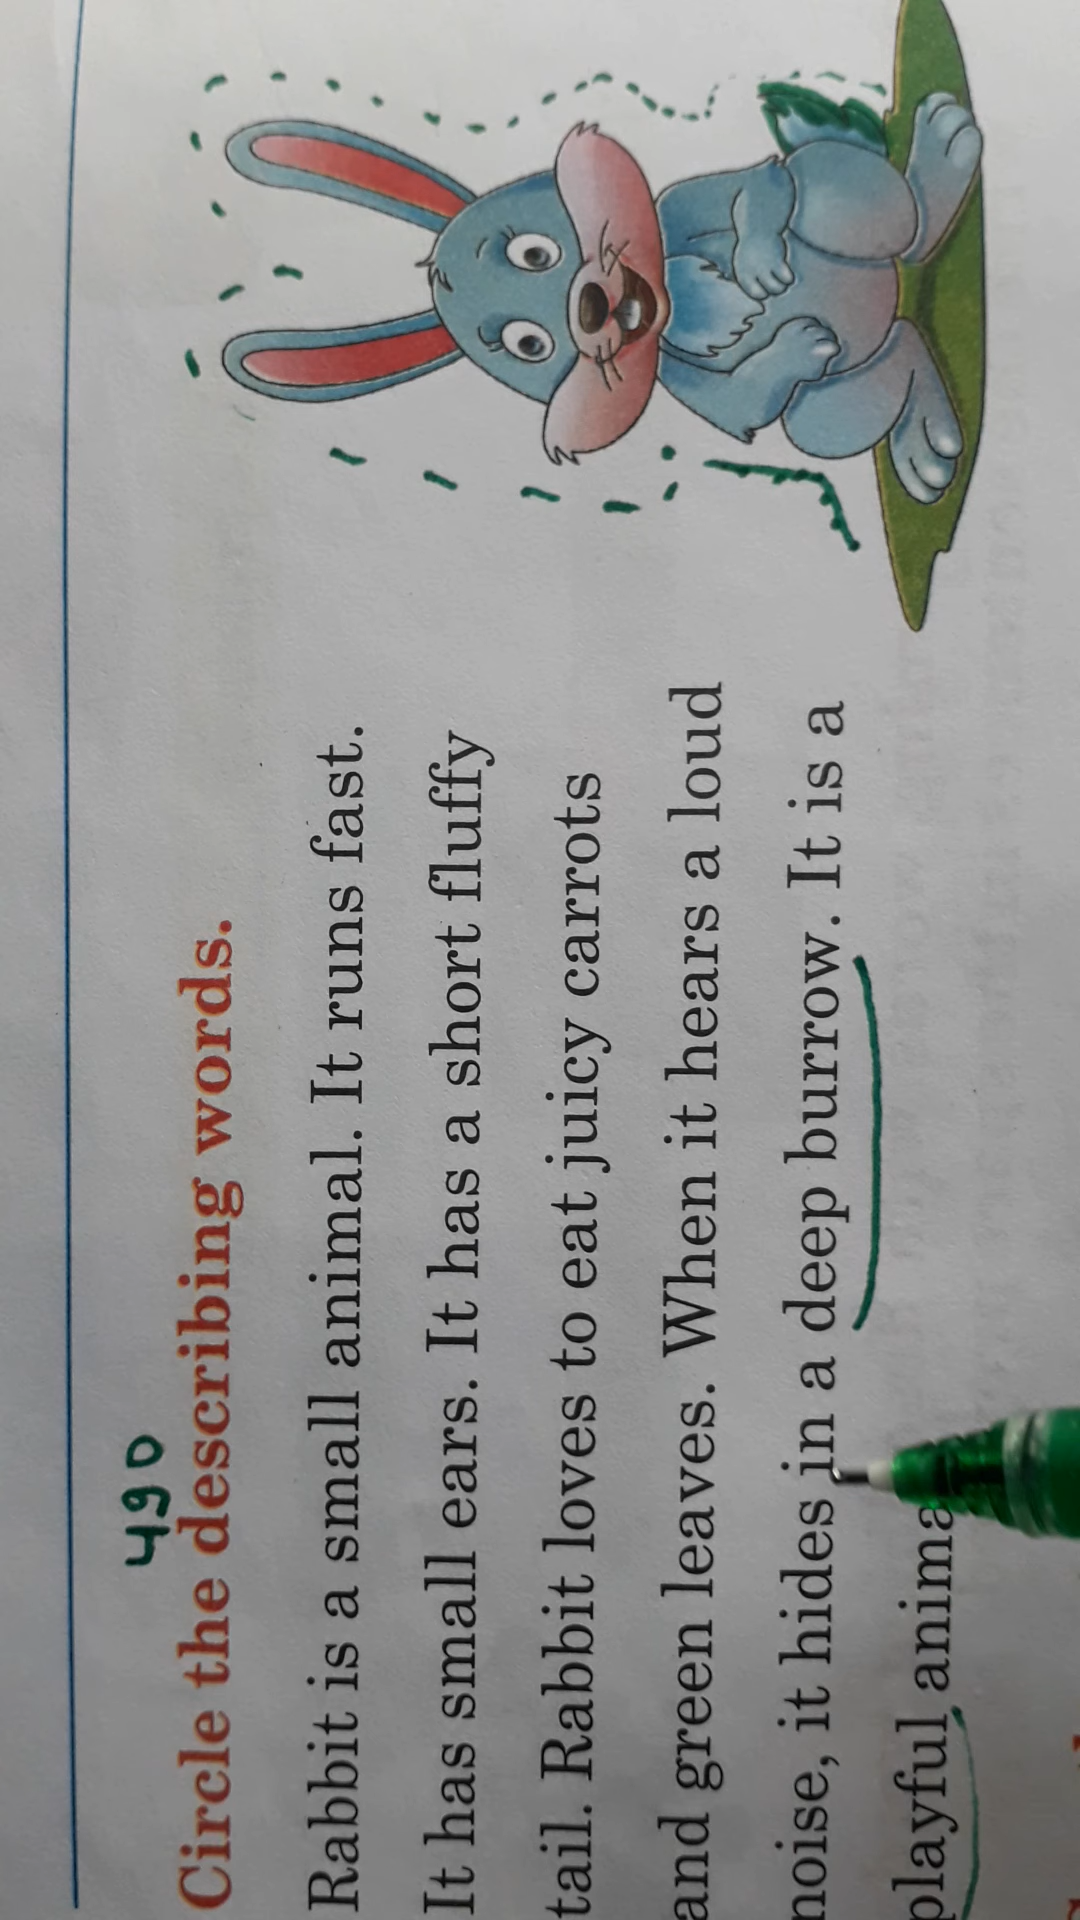 490
Circle the describing words.
Rabbit is a small animal. It runs fast.
It has small ears. It has a short fluffy
tail. Rabbit loves to eat juicy carrots
and green leaves. When it hears a loud
noise, it hides in a deep burrow. It is a
playful